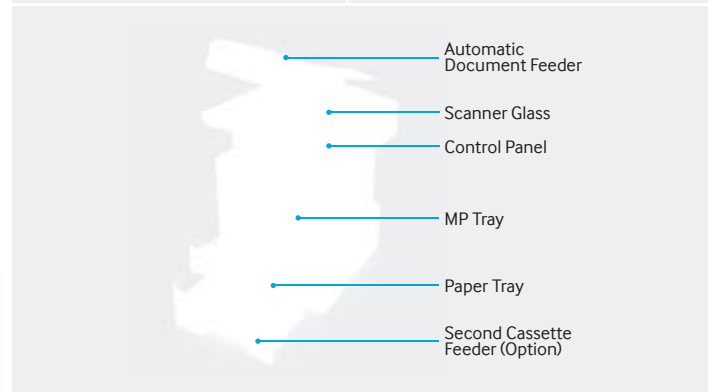 Automatic
Document Feeder
Scanner Glass
Control Panel
MP Tray
Paper Tray
Second Cassette
Feeder (Option)